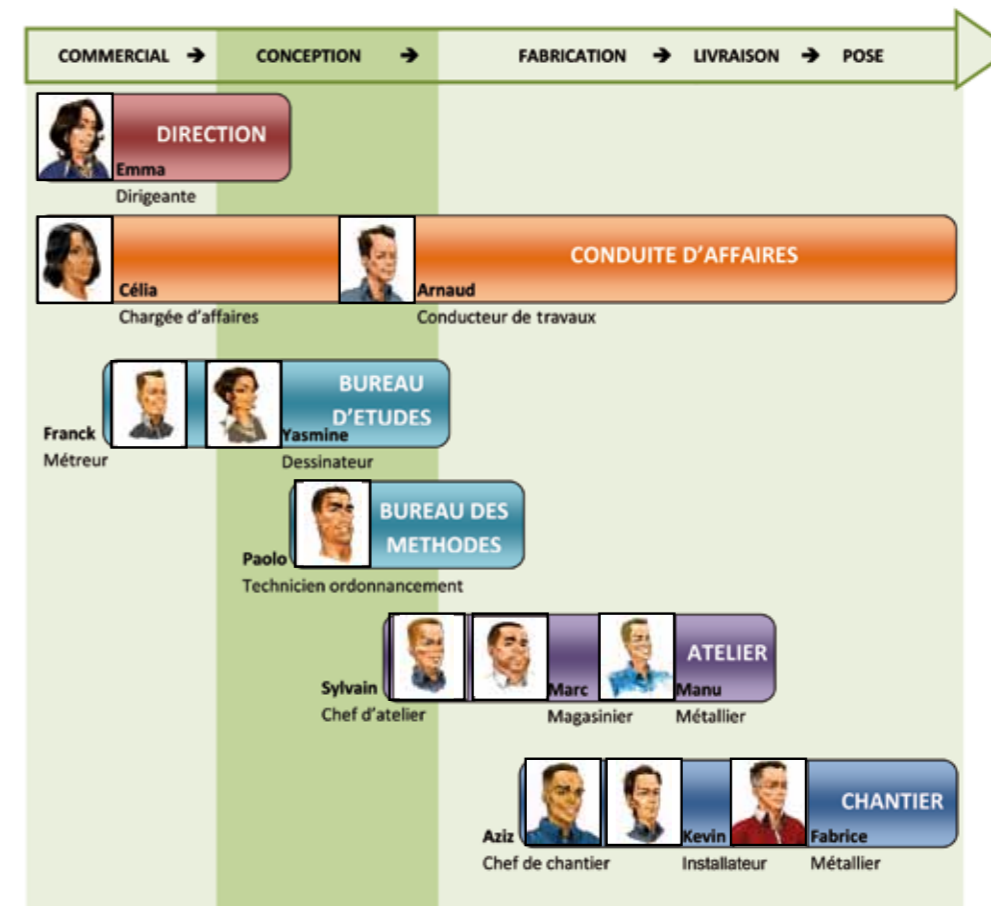 COMMERCIAL → CONCEPTION → FABRICATION → LIVRAISON → POSE
DIRECTION
Emma
Dirigeante
CONDUITE D'AFFAIRES
Célia
Chargée d'affaires
Arnaud
Conducteur de travaux
BUREAU
D'ETUDES
Franck
Métreur
Yasmine
Dessinateur
BUREAU DES
METHODES
Paolo
Technicien ordonnancement
ATELIER
Sylvain
Chef d'atelier
Marc
Magasinier
Manu
Métallier
CHANTIER
Aziz
Chef de chantier
Kevin
Installateur
Fabrice
Métallier